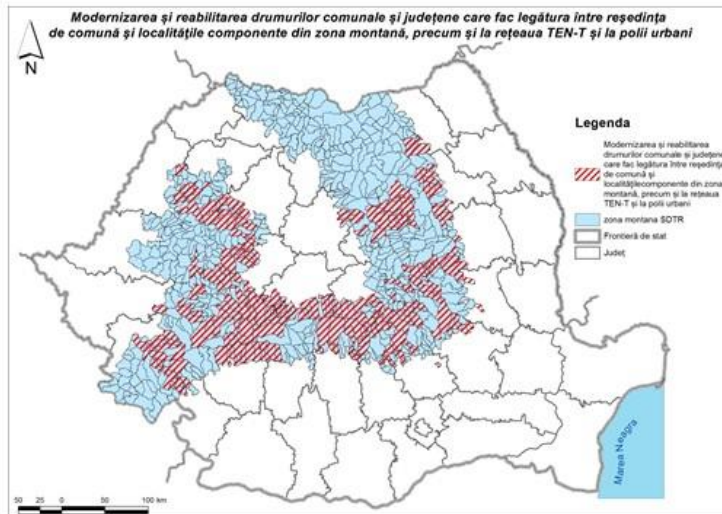 Modernizarea și reabilitarea drumurilor comunale și județene care fac legătura între reședința
de comună și localitățile componente din zona montană, precum și la rețeaua TEN-T și la polii urbani
N
Legenda
Modernizarea și reabilitarea
drumurilor comunale și județene
care fac legătura între reședința
de comună și
localitățilecomponente din zona
montană, precum și la rețeaua
TEN-T și la polii urbani
zona montana SDTR
Frontieră de stat
Județ
Marea Neagra
50 25 0 50 100 km